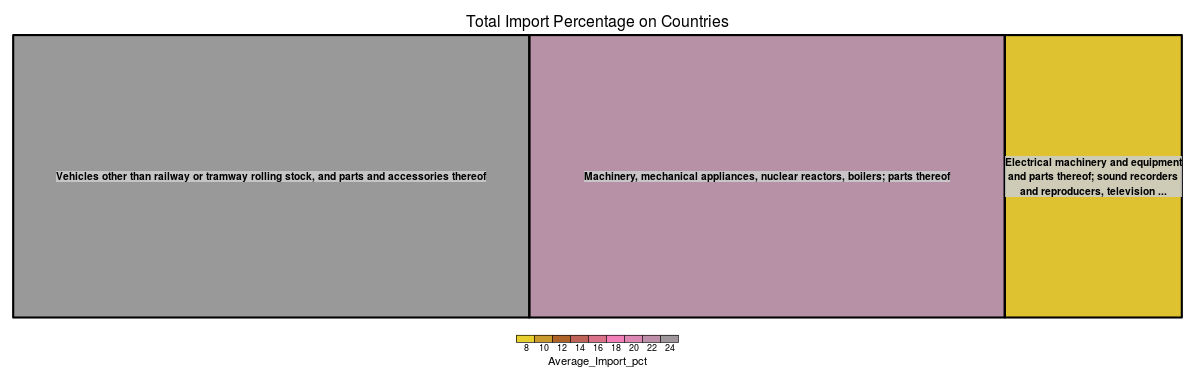 Total Import Percentage on Countries
Vehicles other than railway or tramway rolling stock, and parts and accessories thereof
Machinery, mechanical appliances, nuclear reactors, boilers; parts thereof
Electrical machinery and equipment
and parts thereof; sound recorders
and reproducers, television ...
8 10 12 14 16 18 20 22 24
Average_Import_pct